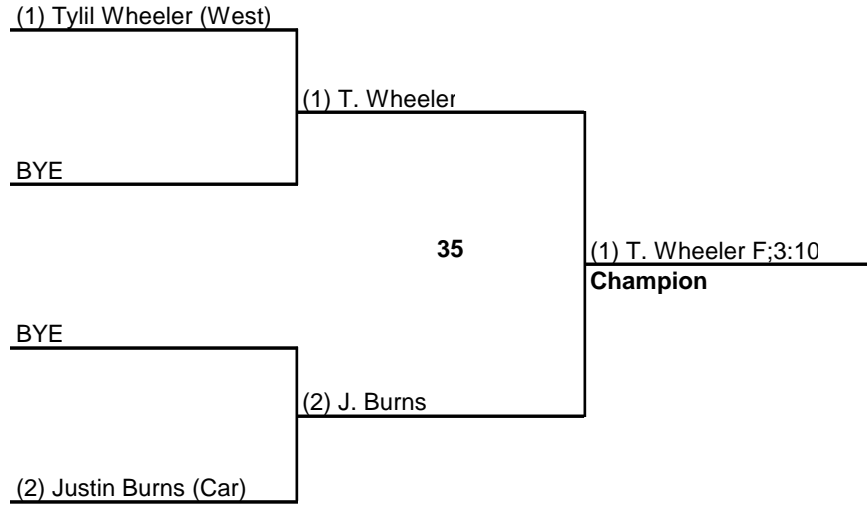 (1) Tylil Wheeler (West)
(1) T. Wheeler
BYE
35
(1) T. Wheeler F;3:10
Champion
BYE
(2) J. Burns
(2) Justin Burns (Car)